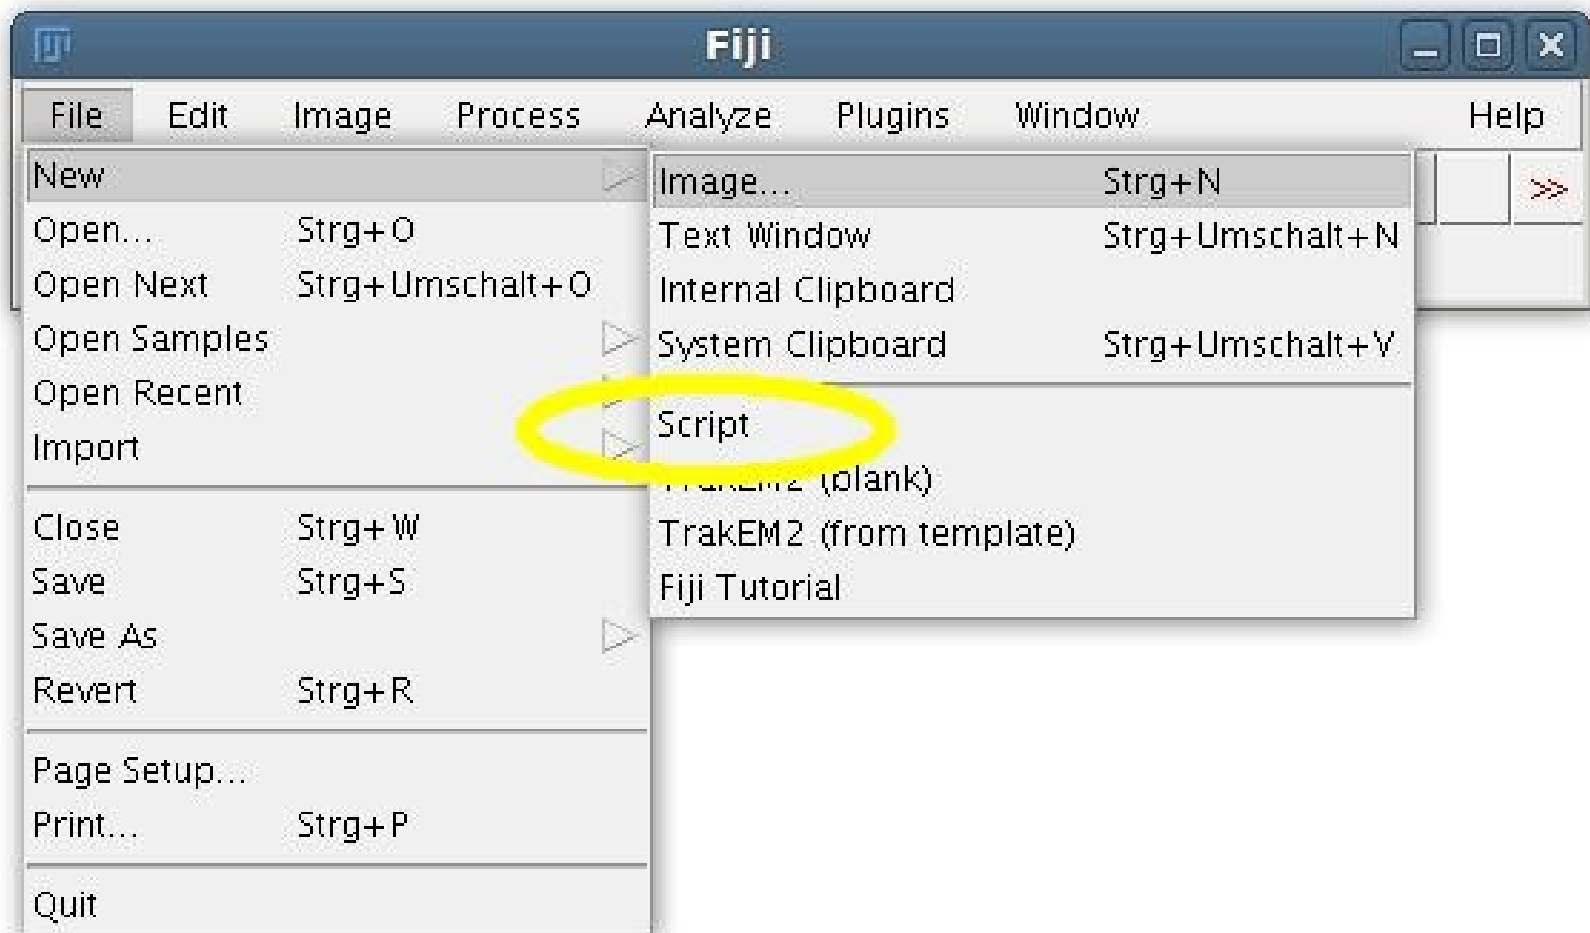 Fiji
File Edit Image Process Analyze Plugins Window Help
New
Open... Strg+O
Open Next Strg+Umschalt+O
Open Samples
Open Recent
Import
Close Strg+W
Save Strg+S
Save As
Revert Strg+R
Page Setup...
Print... Strg+P
Quit
Image... Strg+N
Text Window Strg+Umschalt+N
Internal Clipboard
System Clipboard Strg+Umschalt+V
Script
TrakEM2 (blank)
TrakEM2 (from template)
Fiji Tutorial
>>